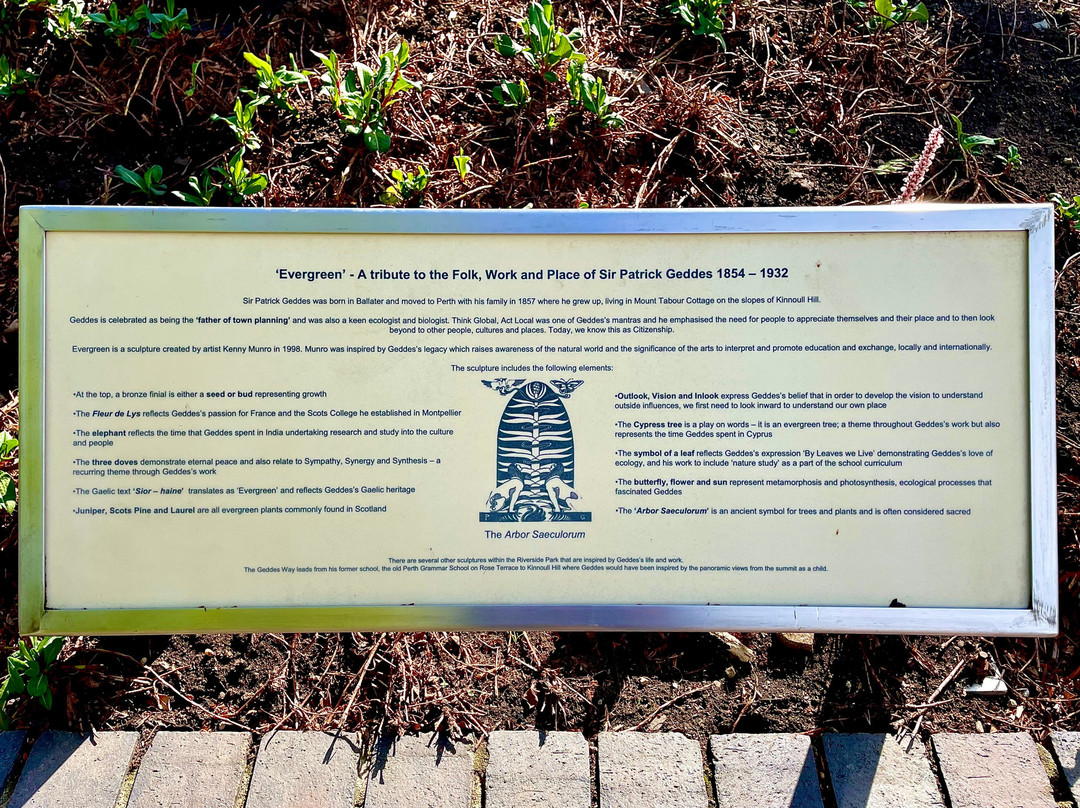 ‘Evergreen’ - A tribute to the Folk, Work and Place of Sir Patrick Geddes 1854 – 1932
Sir Patrick Geddes was born in Ballater and moved to Perth with his family in 1857 where he grew up, living in Mount Tabour Cottage on the slopes of Kinnoull Hill.
Geddes is celebrated as being the ‘father of town planning’ and was also a keen ecologist and biologist. Think Global, Act Local was one of Geddes's mantras and he emphasised the need for people to appreciate themselves and their place and to then look
beyond to other people, cultures and places. Today, we know this as Citizenship.
Evergreen is a sculpture created by artist Kenny Munro in 1998. Munro was inspired by Geddes's legacy which raises awareness of the natural world and the significance of the arts to interpret and promote education and exchange, locally and internationally.
The sculpture includes the following elements:
•At the top, a bronze finial is either a seed or bud representing growth
•The Fleur de Lys reflects Geddes's passion for France and the Scots College he established in Montpellier
•The elephant reflects the time that Geddes spent in India undertaking research and study into the culture
and people
•The three doves demonstrate eternal peace and also relate to Sympathy, Synergy and Synthesis – a
recurring theme through Geddes's work
•The Gaelic text ‘Sior – haine’ translates as ‘Evergreen’ and reflects Geddes's Gaelic heritage
•Juniper, Scots Pine and Laurel are all evergreen plants commonly found in Scotland
P G
The Arbor Saeculorum
•Outlook, Vision and Inlook express Geddes's belief that in order to develop the vision to understand
outside influences, we first need to look inward to understand our own place
•The Cypress tree is a play on words – it is an evergreen tree; a theme throughout Geddes's work but also
represents the time Geddes spent in Cyprus
•The symbol of a leaf reflects Geddes's expression ‘By Leaves we Live’ demonstrating Geddes's love of
ecology, and his work to include ‘nature study’ as a part of the school curriculum
•The butterfly, flower and sun represent metamorphosis and photosynthesis, ecological processes that
fascinated Geddes
•The ‘Arbor Saeculorum’ is an ancient symbol for trees and plants and is often considered sacred
There are several other sculptures within the Riverside Park that are inspired by Geddes's life and work.
The Geddes Way leads from his former school, the old Perth Grammar School on Rose Terrace to Kinnoull Hill where Geddes would have been inspired by the panoramic views from the summit as a child.